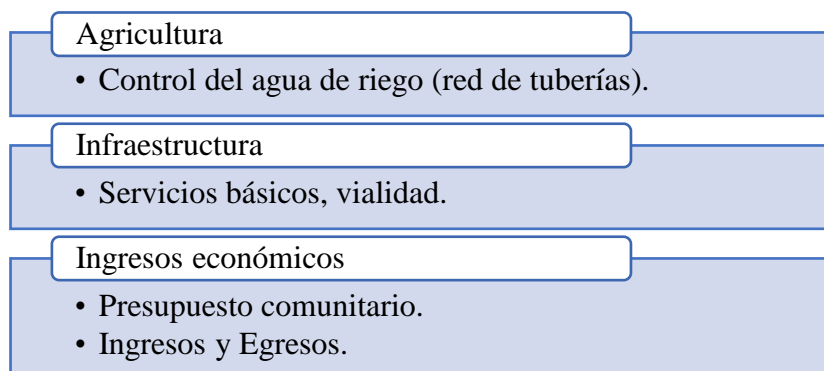 Agricultura
• Control del agua de riego (red de tuberías).
Infraestructura
• Servicios básicos, vialidad.
Ingresos económicos
• Presupuesto comunitario.
• Ingresos y Egresos.